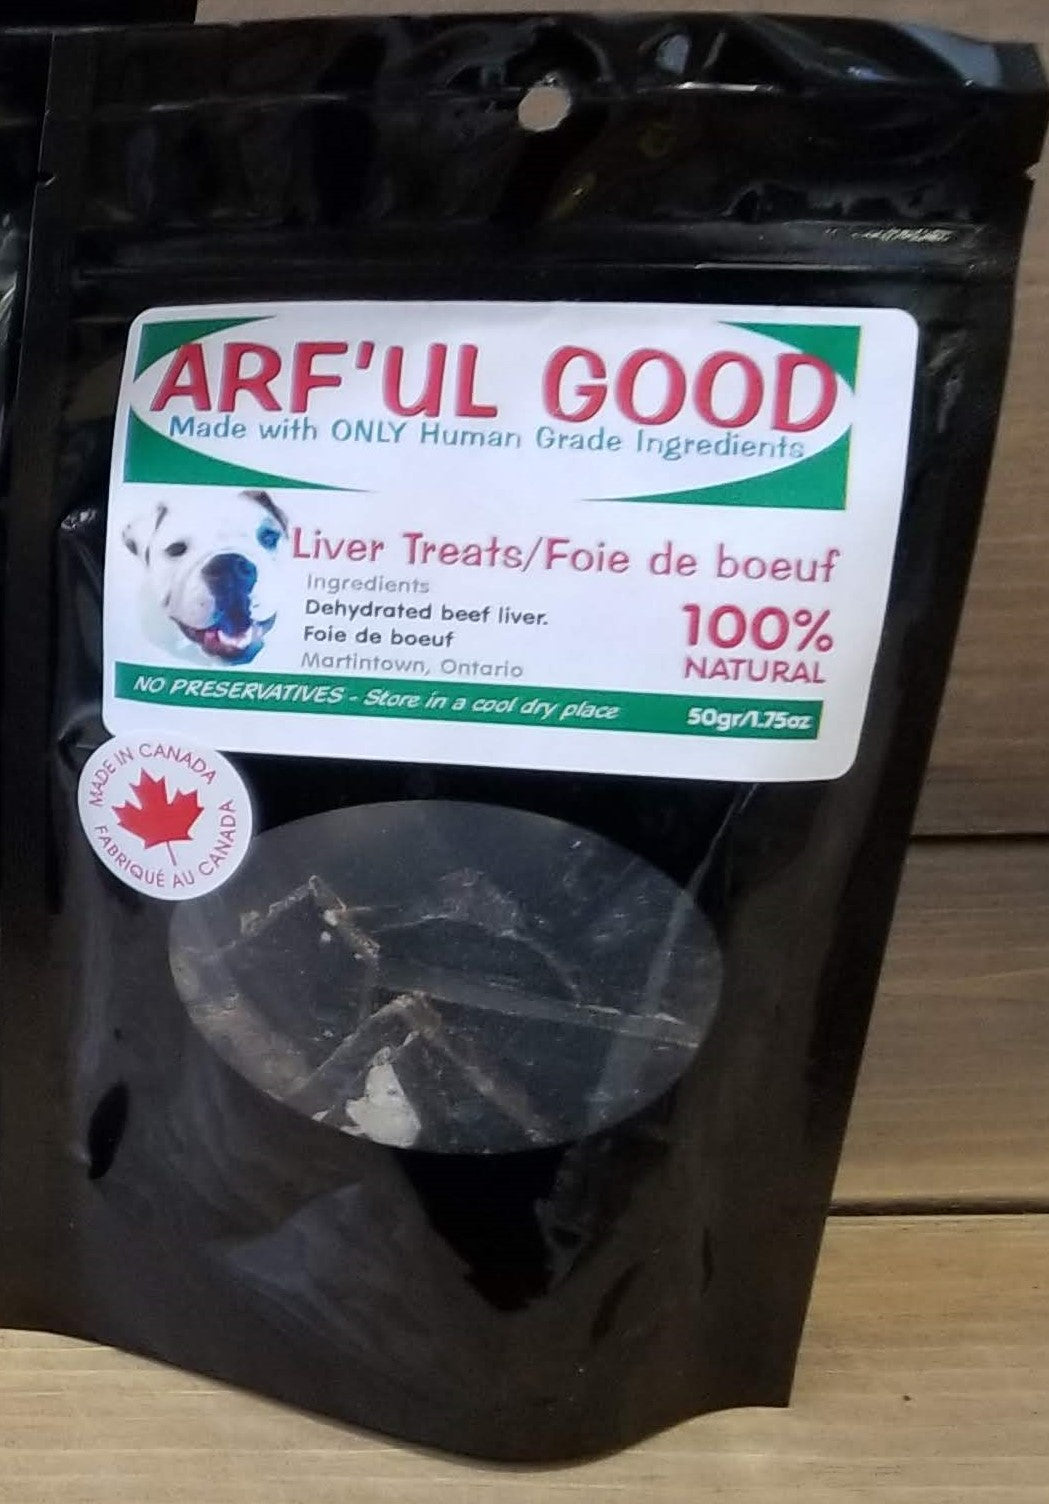 ARF'UL GOOD
Made with ONLY Human Grade Ingredients
Liver Treats/Foie de boeuf
Ingredients
Dehydrated beef liver.
Foie de boeuf
Martintown, Ontario
100%
NATURAL
NO PRESERVATIVES - Store in a cool dry place
50gr/1.75oz
MADE IN CANADA
FABRIQUÉ AU CANADA